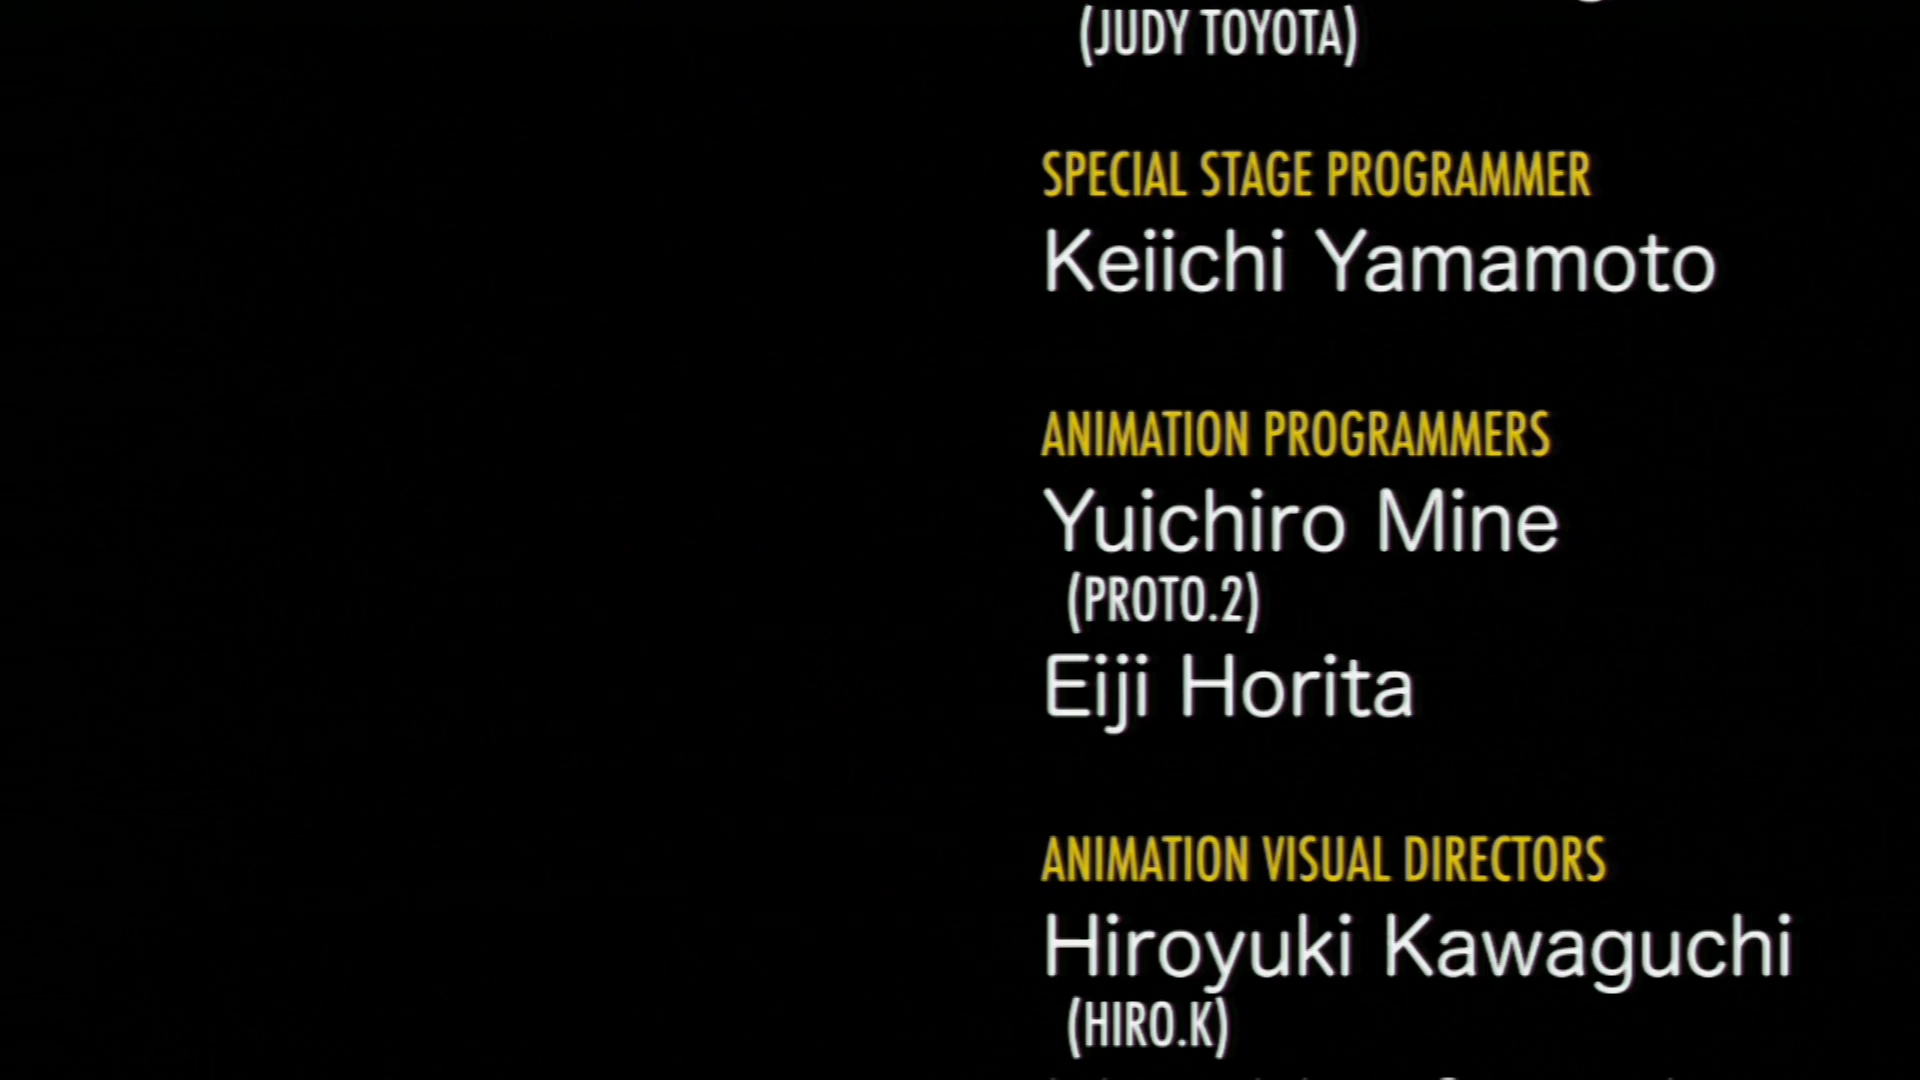 (JUDY TOYOTA)
SPECIAL STAGE PROGRAMMER
Keiichi Yamamoto
ANIMATION PROGRAMMERS
Yuichiro Mine
(PROTO.2)
Eiji Horita
ANIMATION VISUAL DIRECTORS
Hiroyuki Kawaguchi
(HIRO.K)